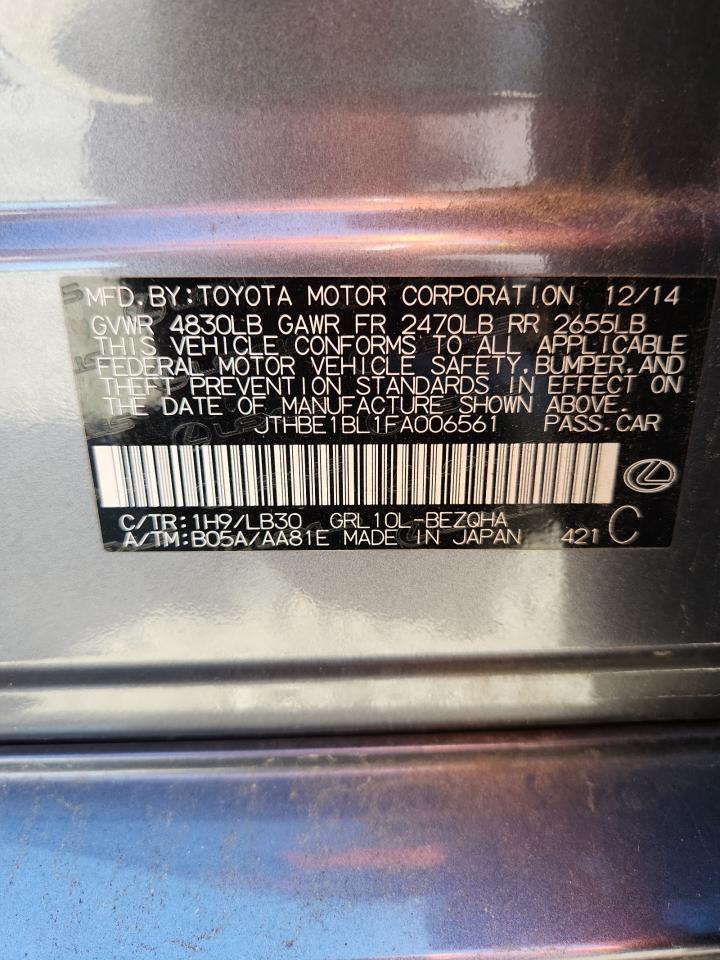 MFD.BY:TOYOTA MOTOR CORPORATION 12/14
GVWR 4830LB GAWR FR 2470LB RR 2655LB
THIS VEHICLE CONFORMS TO ALL APPLICABLE
FEDERAL MOTOR VEHICLE SAFETY,BUMPER,AND
THEFT PREVENTION STANDARDS IN EFFECT ON
THE DATE OF MANUFACTURE SHOWN ABOVE.
JTHBE1BL1FA006561 PASS.CAR
C/TR:1H9/LB30 GRL10L-BEZQHA
A/TM:B05A/AA81E MADE IN JAPAN 421 C